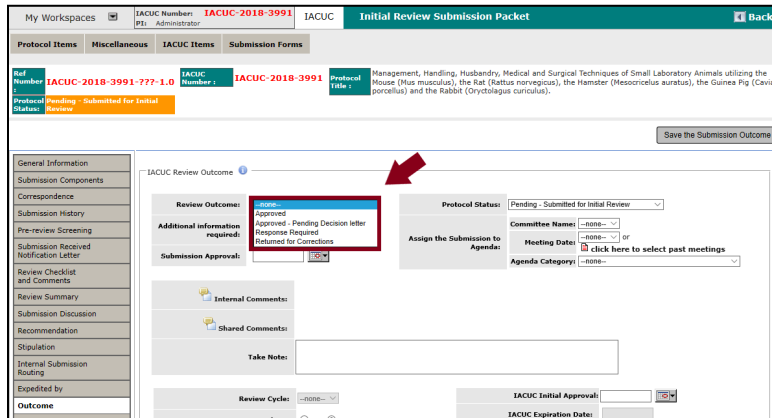 My Workspaces
IACUC Number: IACUC-2018-3991
PI: Administrator
IACUC
Initial Review Submission Packet
Back
Protocol Items
Miscellaneous
IACUC Items
Submission Forms
Ref Number : IACUC-2018-3991-???-1.0
IACUC Number : IACUC-2018-3991
Protocol Title :
Management, Handling, Husbandry, Medical and Surgical Techniques of Small Laboratory Animals utilizing the
Mouse (Mus musculus), the Rat (Rattus norvegicus), the Hamster (Mesocricelus auratus), the Guinea Pig (Cavia
porcellus) and the Rabbit (Oryctolagus curiculus).
Protocol Status: Pending - Submitted for Initial Review
Save the Submission Outcome
General Information
Submission Components
Correspondence
Submission History
Pre-review Screening
Submission Received
Notification Letter
Review Checklist
and Comments
Review Summary
Submission Discussion
Recommendation
Stipulation
Internal Submission
Routing
Expedited by
Outcome
IACUC Review Outcome
Review Outcome:
--none--
Approved
Approved - Pending Decision letter
Response Required
Returned for Corrections
Additional information
required:
Submission Approval:
Protocol Status: Pending - Submitted for Initial Review
Assign the Submission to
Agenda:
Committee Name: --none--
Meeting Date: --none-- or
click here to select past meetings
Agenda Category: --none--
Internal Comments:
Shared Comments:
Take Note:
Review Cycle: --none--
IACUC Initial Approval:
IACUC Expiration Date: